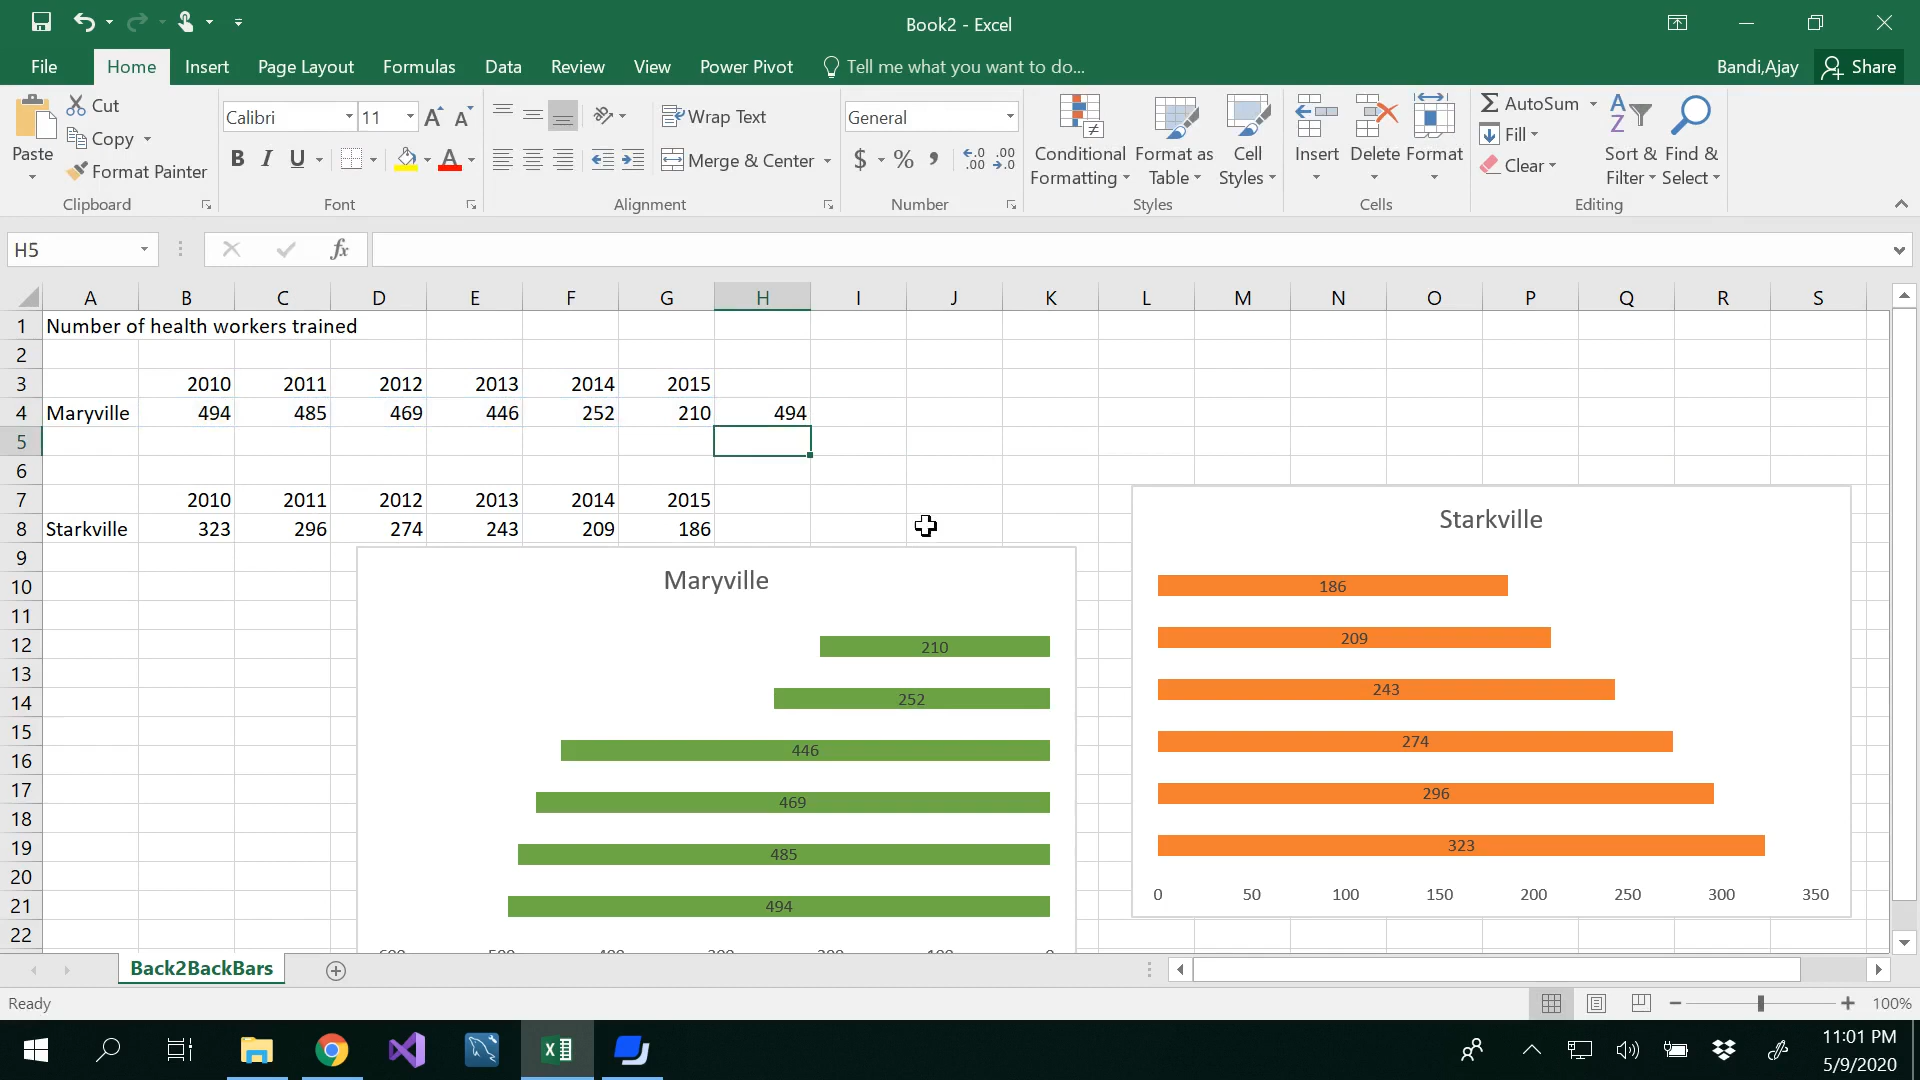 Book2 - Excel
File Home Insert Page Layout Formulas Data Review View Power Pivot Tell me what you want to do... Bandi,Ajay Share
Paste Cut Copy Format Painter
Clipboard
Calibri 11
B I U A
Font
Wrap Text
Merge & Center
Alignment
General
$ % , .0 .00 .00 .0
Number
Conditional Formatting Format as Table Cell Styles
Styles
Insert Delete Format
Cells
AutoSum
Fill
Clear
Sort & Filter Find & Select
Editing
H5 fx
A B C D E F G H I J K L M N O P Q R S
1 Number of health workers trained
2
3 2010 2011 2012 2013 2014 2015
4 Maryville 494 485 469 446 252 210 494
5
6
7 2010 2011 2012 2013 2014 2015
8 Starkville 323 296 274 243 209 186
9
10
11
12
13
14
15
16
17
18
19
20
21
22
Maryville
210
252
446
469
485
494
Starkville
186
209
243
274
296
323
0 50 100 150 200 250 300 350
Back2BackBars
Ready
100%
11:01 PM
5/9/2020